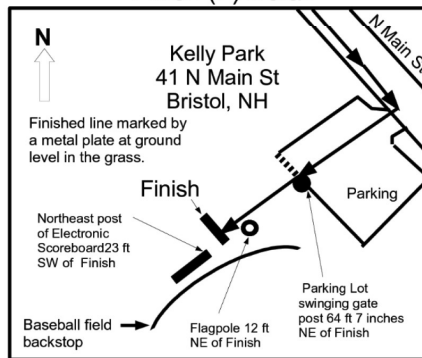 N
Kelly Park
41 N Main St
Bristol, NH
N Main St
Finished line marked by
a metal plate at ground
level in the grass.
Finish
Parking
Northeast post
of Electronic
Scoreboard23 ft
SW of Finish
Parking Lot
swinging gate
post 64 ft 7 inches
NE of Finish
Baseball field
backstop
Flagpole 12 ft
NE of Finish